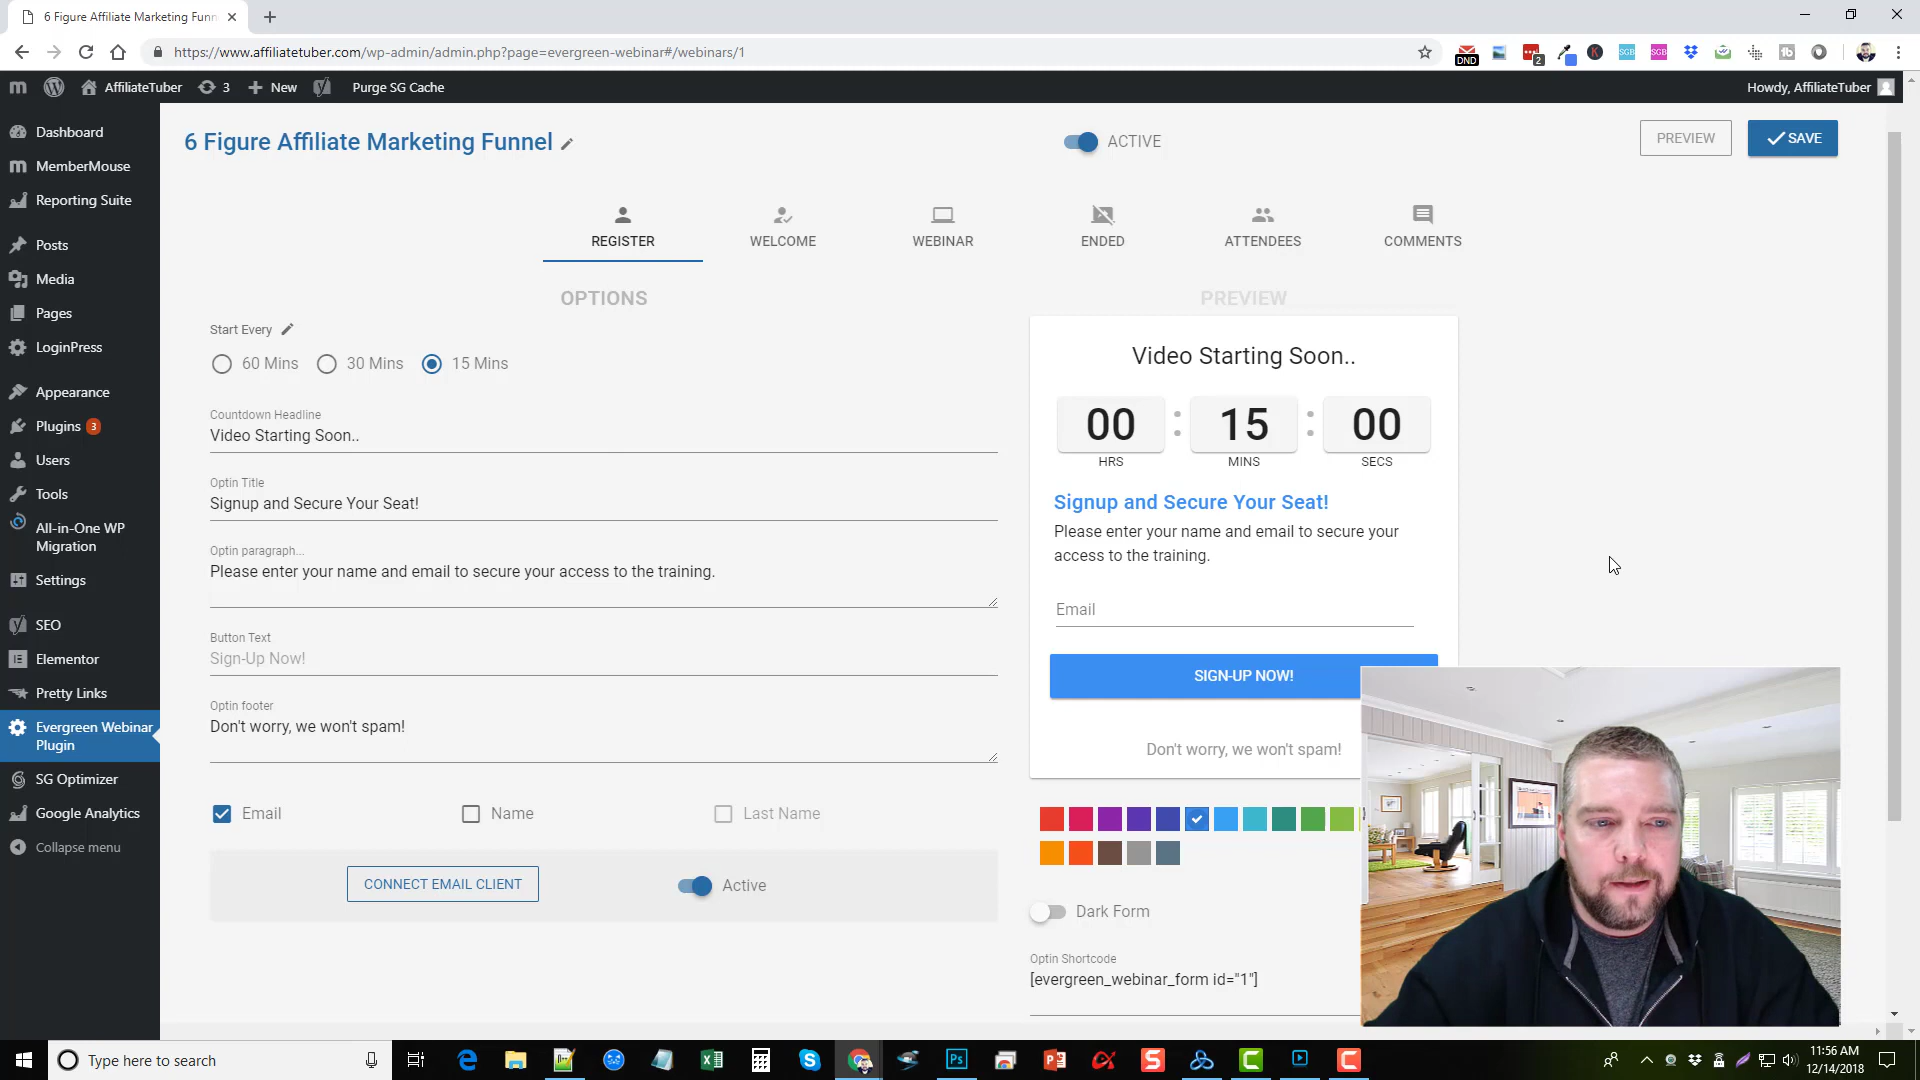 6 Figure Affiliate Marketing Funn
https://www.affiliatetuber.com/wp-admin/admin.php?page=evergreen-webinar#/webinars/1
DND
2
SGB
SGB
AffiliateTuber
3
New
Purge SG Cache
Howdy, AffiliateTuber
Dashboard
MemberMouse
Reporting Suite
Posts
Media
Pages
LoginPress
Appearance
Plugins 3
Users
Tools
All-in-One WP
Migration
Settings
SEO
Elementor
Pretty Links
Evergreen Webinar
Plugin
SG Optimizer
Google Analytics
Collapse menu
6 Figure Affiliate Marketing Funnel
ACTIVE
PREVIEW
SAVE
REGISTER
WELCOME
WEBINAR
ENDED
ATTENDEES
COMMENTS
OPTIONS
Start Every
60 Mins
30 Mins
15 Mins
Countdown Headline
Video Starting Soon..
Optin Title
Signup and Secure Your Seat!
Optin paragraph...
Please enter your name and email to secure your access to the training.
Button Text
Sign-Up Now!
Optin footer
Don't worry, we won't spam!
Email
Name
Last Name
CONNECT EMAIL CLIENT
Active
PREVIEW
Video Starting Soon..
00 : 15 : 00
HRS
MINS
SECS
Signup and Secure Your Seat!
Please enter your name and email to secure your
access to the training.
Email
SIGN-UP NOW!
Don't worry, we won't spam!
Dark Form
Optin Shortcode
[evergreen_webinar_form id="1"]
Type here to search
11:56 AM
12/14/2018